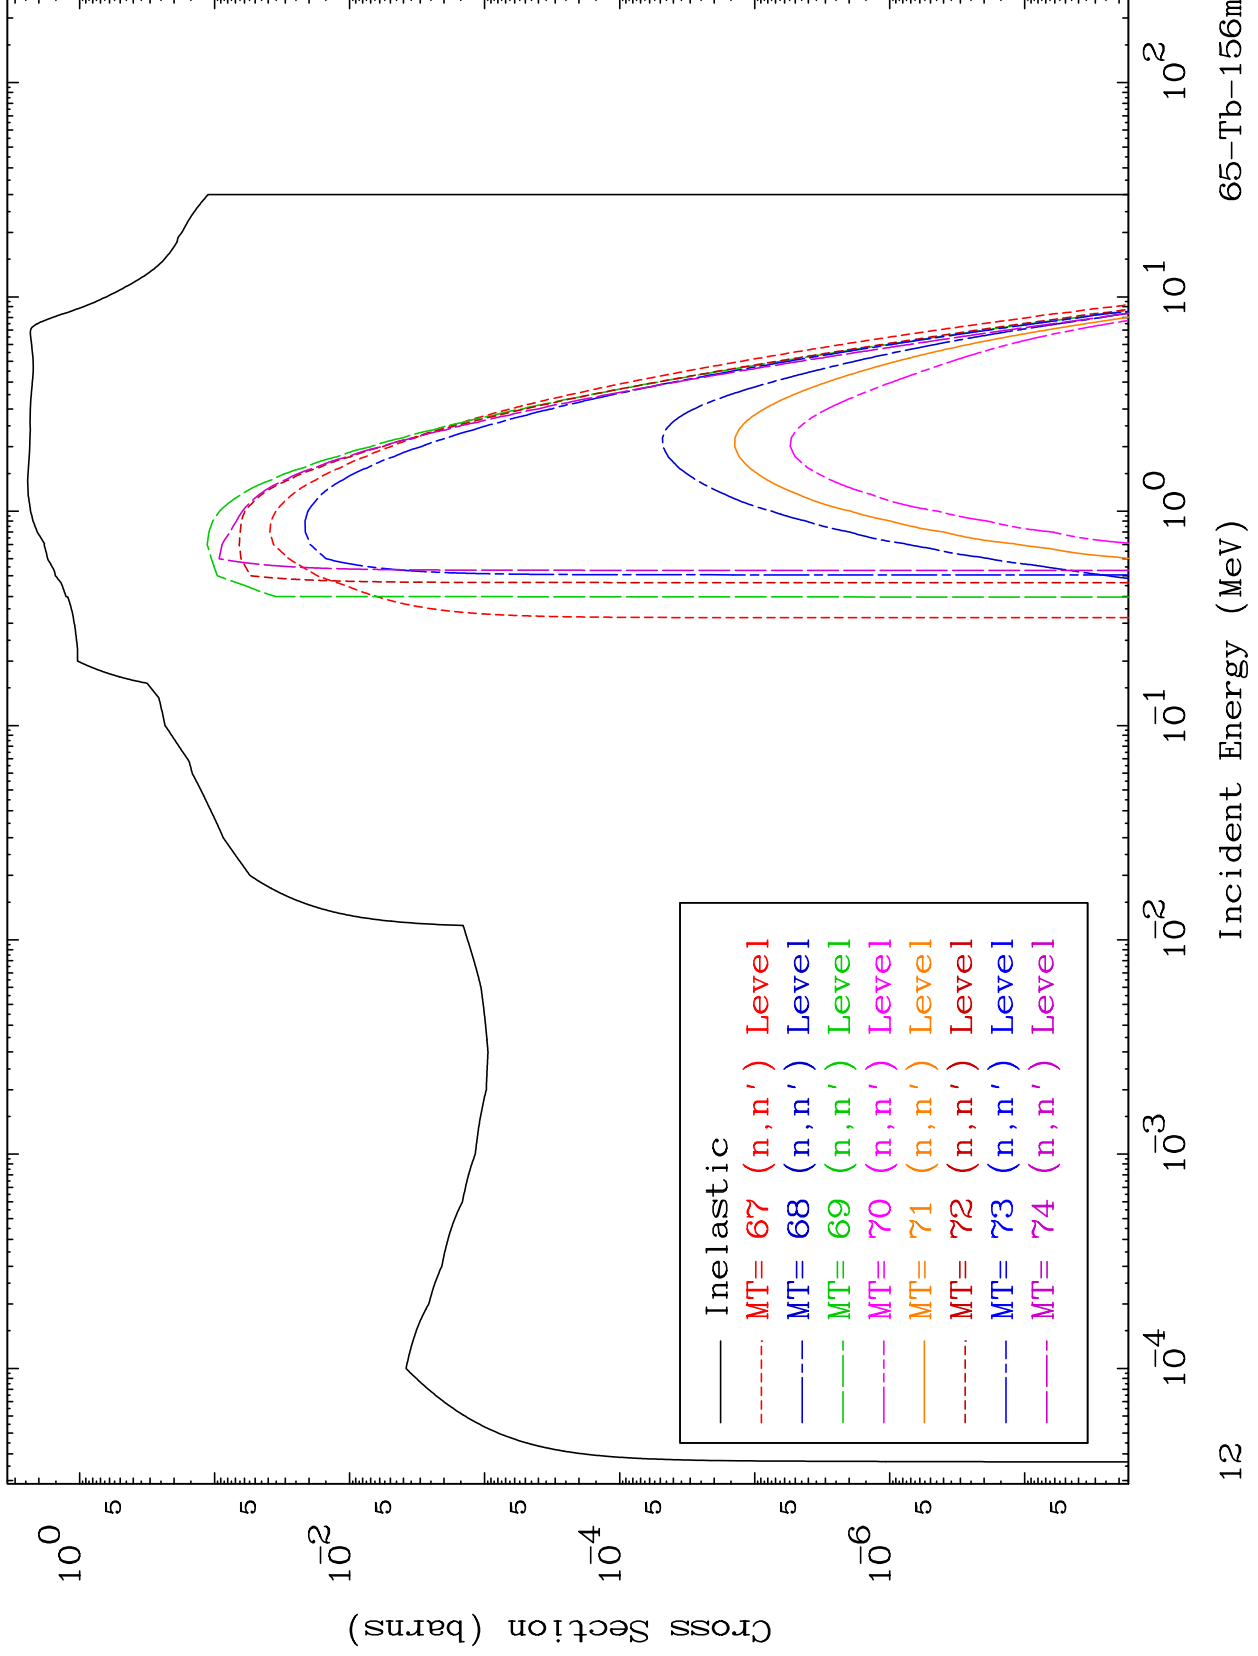 Cross Section (barns)
10^0
5
5
10^-2
5
5
10^-4
5
5
10^-6
5
5
Inelastic
MT= 67 (n,n') Level
MT= 68 (n,n') Level
MT= 69 (n,n') Level
MT= 70 (n,n') Level
MT= 71 (n,n') Level
MT= 72 (n,n') Level
MT= 73 (n,n') Level
MT= 74 (n,n') Level
10^-4 10^-3 10^-2 10^-1 10^0 10^1 10^2
12 Incident Energy (MeV) 65-Tb-156m